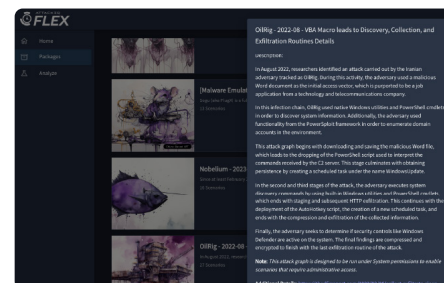 FLEX
Home
Packages
Analyze
[Malware Emulat
Nobelium - 2023
OilRig - 2022-08 -
OilRig - 2022-08 - VBA Macro leads to Discovery, Collection, and
Exfiltration Routines Details
Description:
In August 2022, researchers identified an attack carried out by the Iranian
adversary tracked as OilRig. During this activity, the adversary used a malicious
Word document as the initial access vector, which is purported to be a job
application from a technology and telecommunications company.
In this infection chain, OilRig used native Windows utilities and PowerShell cmdlets
in order to discover system information. Additionally, the adversary used
functionality from the PowerSploit framework in order to enumerate domain
accounts in the environment.
This attack graph begins with downloading and saving the malicious Word file,
which leads to the dropping of the PowerShell script used to interpret the
commands received by the C2 server. This stage culminates with obtaining
persistence by creating a scheduled task under the name WindowsUpdate.
In the second and third stages of the attack, the adversary executes system
discovery commands by using built-in Windows utilities and PowerShell cmdlets
which ends with staging and subsequent HTTP exfiltration. This continues with the
deployment of the AutoHotkey script, the creation of a new scheduled task, and
ends with the compression and exfiltration of the collected information.
Finally, the adversary seeks to determine if security controls like Windows
Defender are active on the system. The final findings are compressed and
encrypted to finish with the last exfiltration routine of the attack.
Note: This attack graph is designed to be run under System permissions to enable
scenarios that require administrative access.